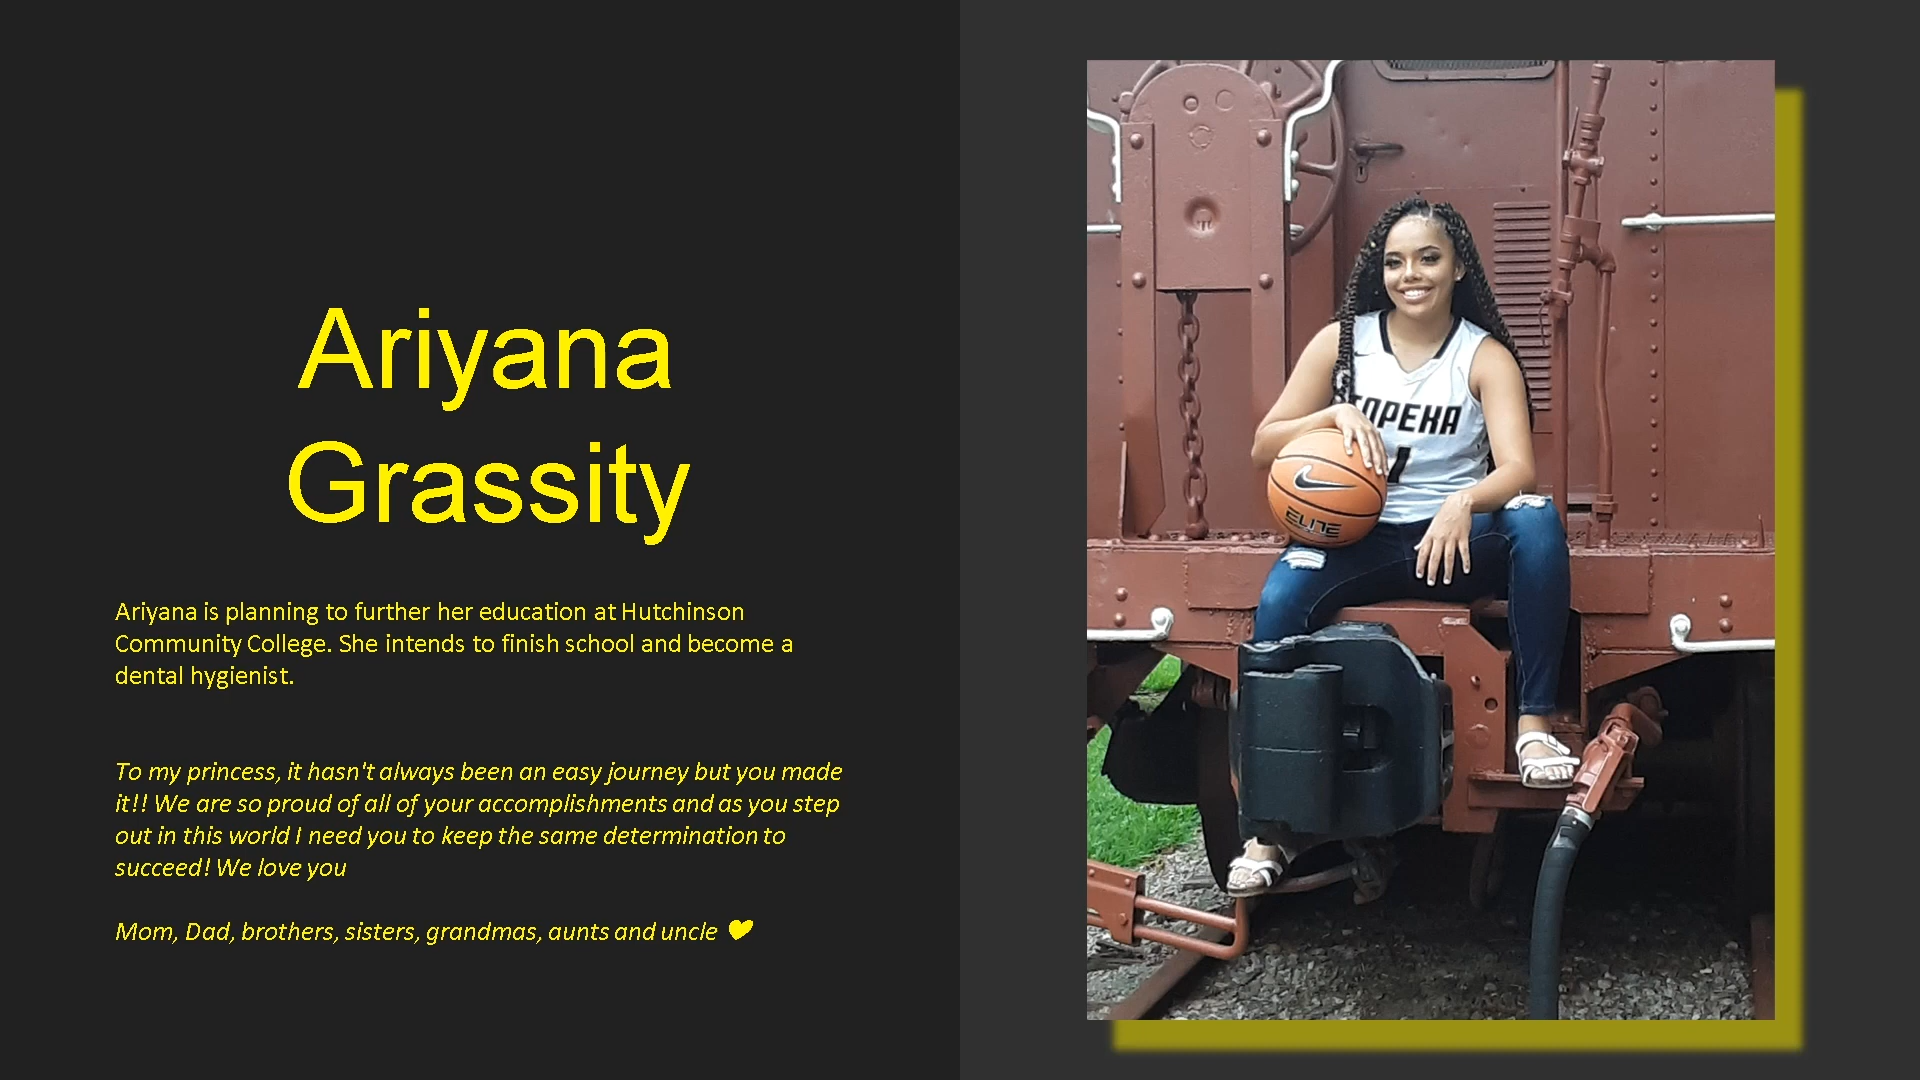 Ariyana
Grassity
Ariyana is planning to further her education at Hutchinson
Community College. She intends to finish school and become a
dental hygienist.
To my princess, it hasn't always been an easy journey but you made
it!! We are so proud of all of your accomplishments and as you step
out in this world I need you to keep the same determination to
succeed! We love you
Mom, Dad, brothers, sisters, grandmas, aunts and uncle
TOPEKA
1
ELITE